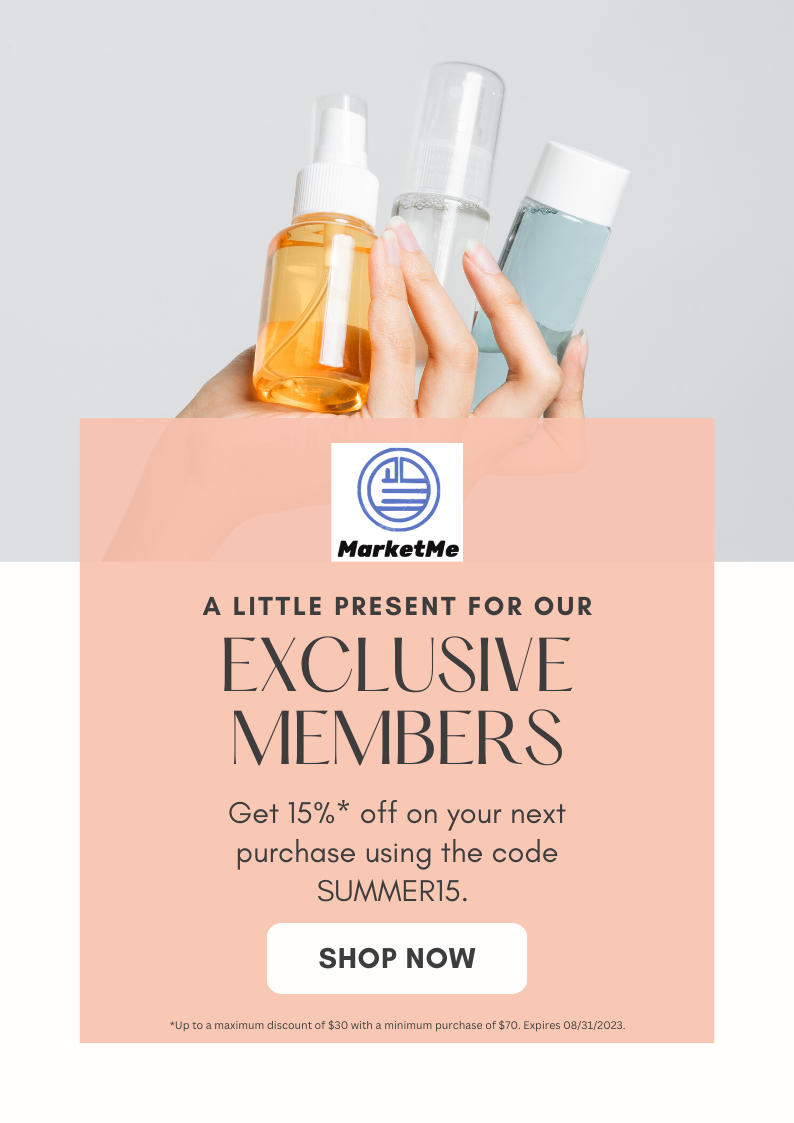 MarketMe
A LITTLE PRESENT FOR OUR
EXCLUSIVE
MEMBERS
Get 15%* off on your next
purchase using the code
SUMMER15.
SHOP NOW
*Up to a maximum discount of $30 with a minimum purchase of $70. Expires 08/31/2023.